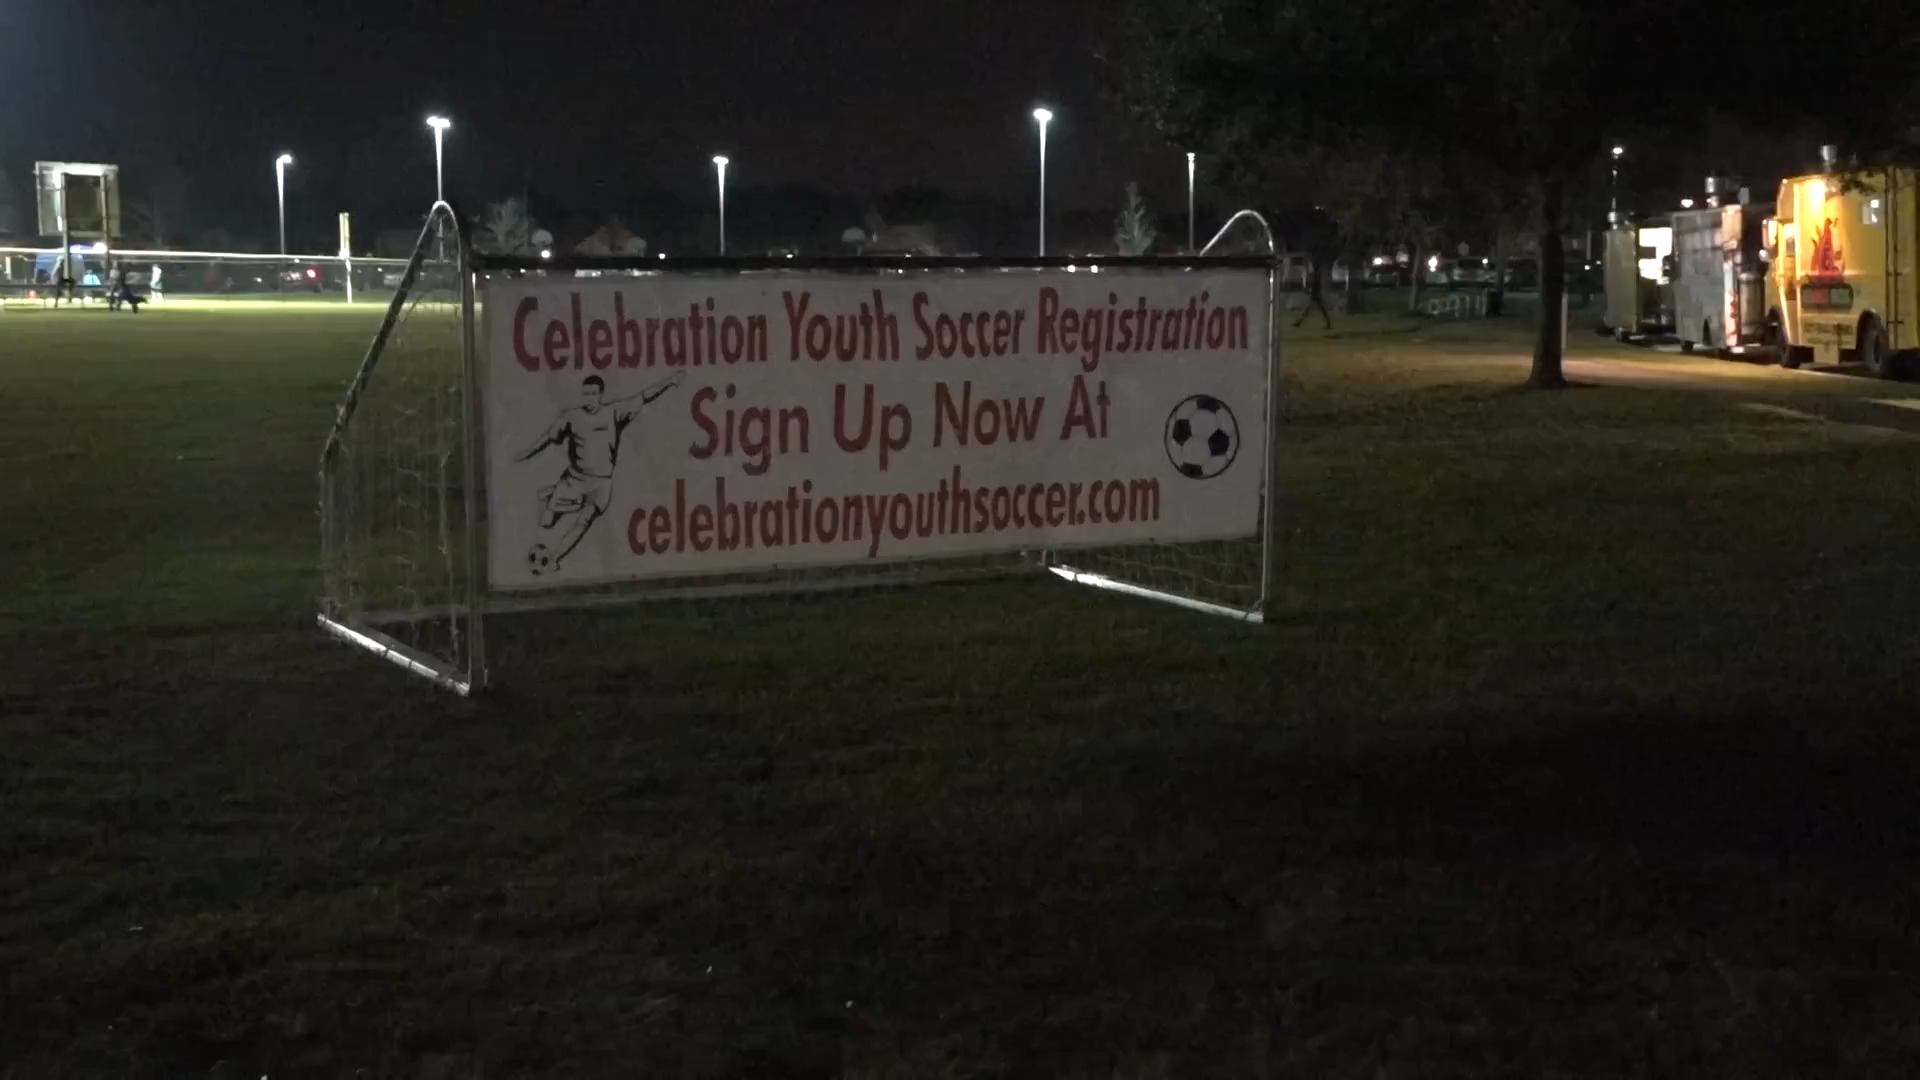 Celebration Youth Soccer Registration
Sign Up Now At
celebrationyouthsoccer.com